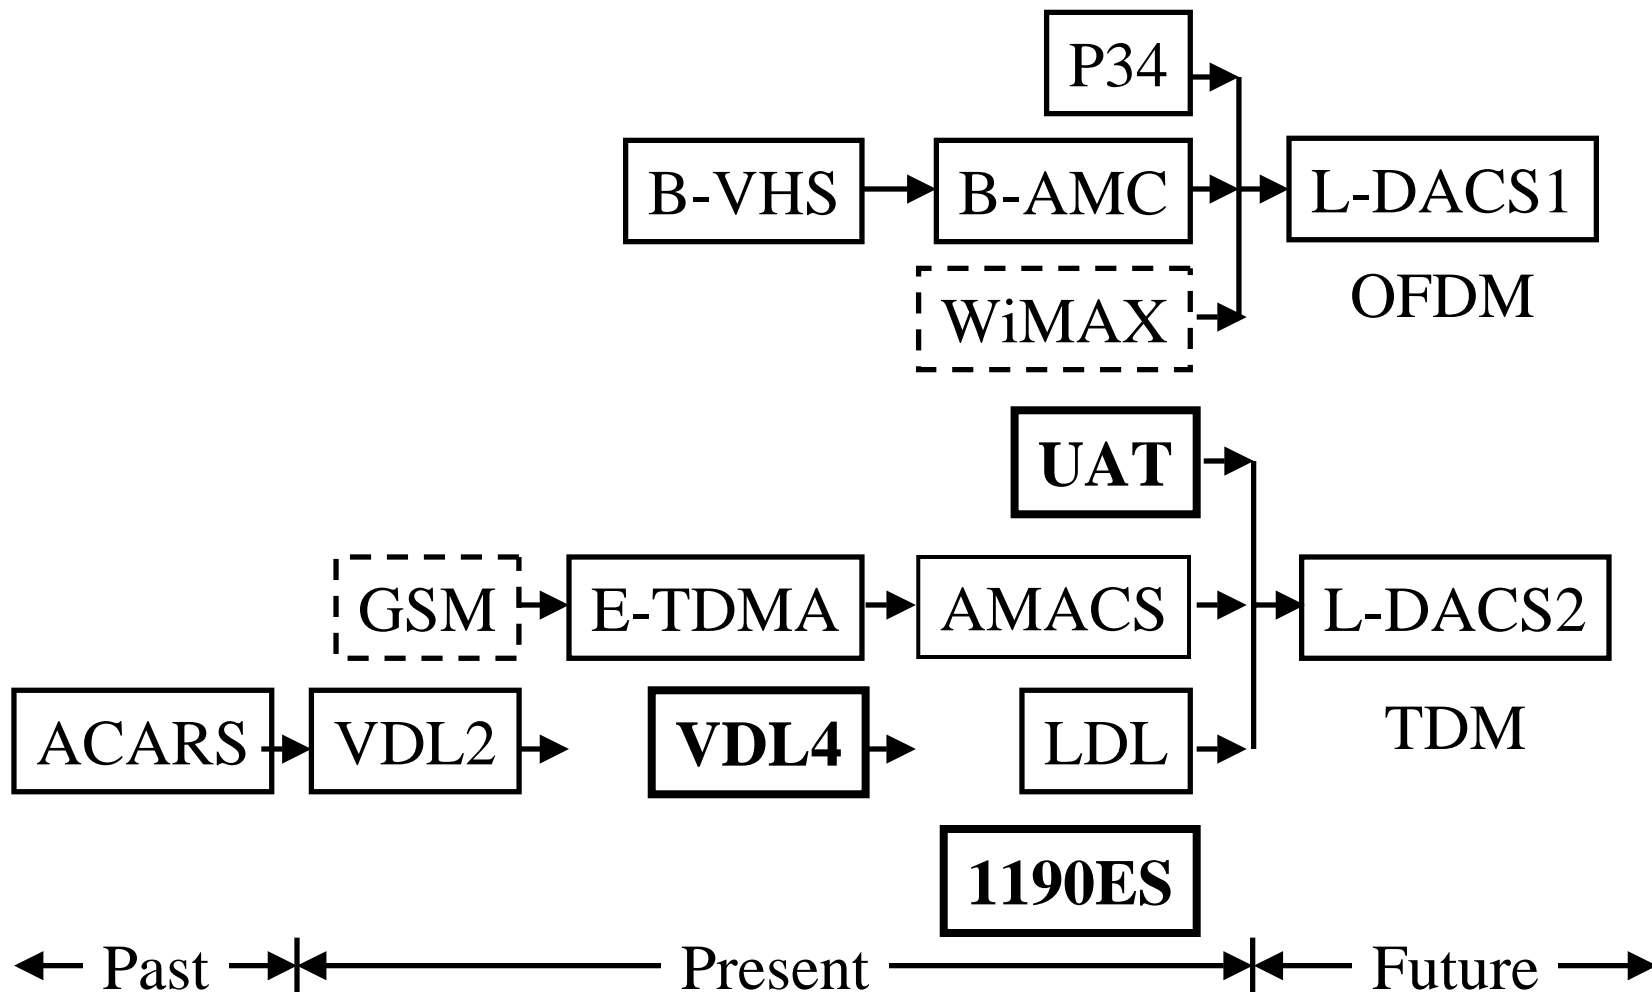 P34
B-VHS B-AMC L-DACS1
WiMAX OFDM
UAT
GSM E-TDMA AMACS L-DACS2
ACARS VDL2 VDL4 LDL TDM
1190ES
Past Present Future